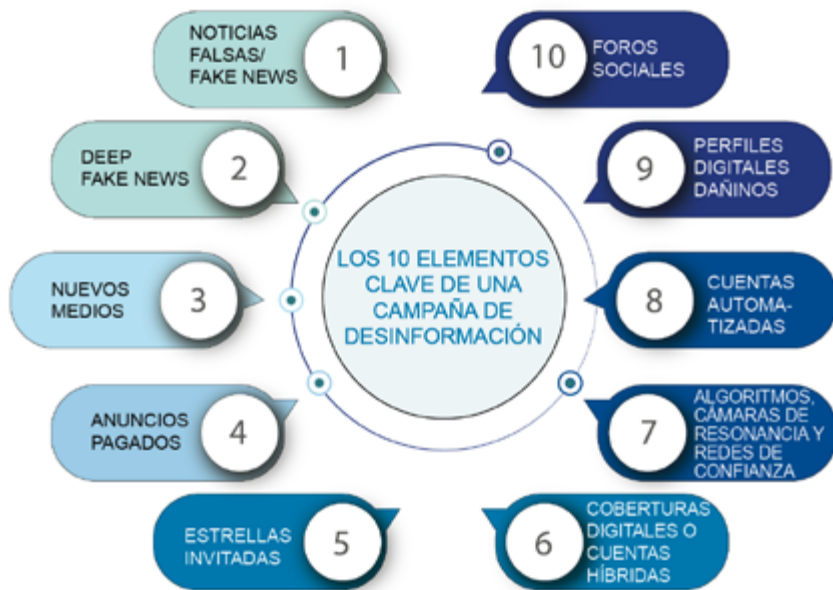 LOS 10 ELEMENTOS
CLAVE DE UNA
CAMPAÑA DE
DESINFORMACIÓN
1
NOTICIAS
FALSAS/
FAKE NEWS
2
DEEP
FAKE NEWS
3
NUEVOS
MEDIOS
4
ANUNCIOS
PAGADOS
5
ESTRELLAS
INVITADAS
6
COBERTURAS
DIGITALES O
CUENTAS
HÍBRIDAS
7
ALGORITMOS,
CÁMARAS DE
RESONANCIA Y
REDES DE
CONFIANZA
8
CUENTAS
AUTOMA-
TIZADAS
9
PERFILES
DIGITALES
DAÑINOS
10
FOROS
SOCIALES